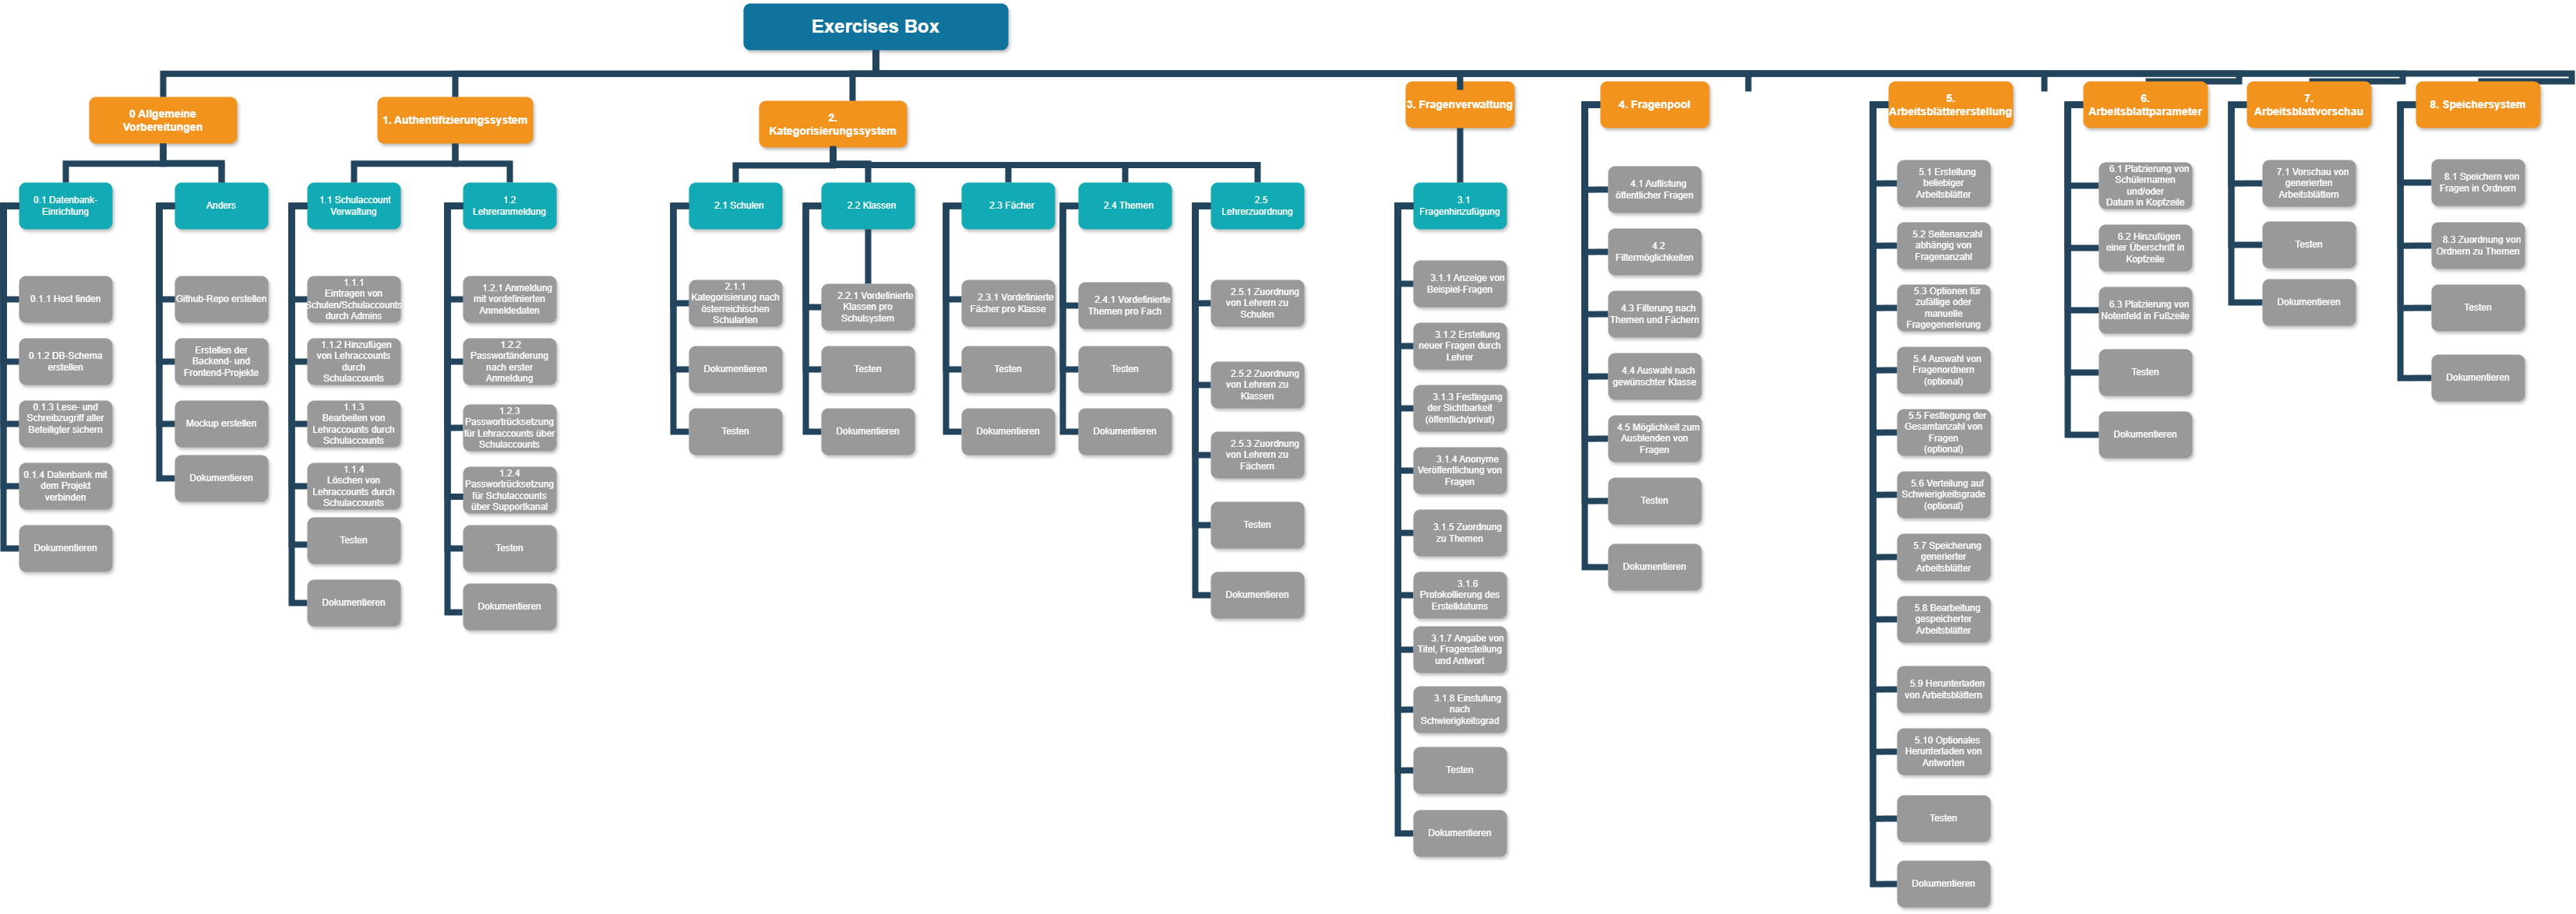 Exercises Box
0 Allgemeine
Vorbereitungen
0.1 Datenbank-
Einrichtung
0.1.1 Host finden
0.1.2 DB-Schema
erstellen
0.1.3 Lese- und
Schreibzugriff aller
Beteiligter sichern
0.1.4 Datenbank mit
dem Projekt
verbinden
Dokumentieren
Anders
Github-Repo erstellen
Erstellen der
Backend- und
Frontend-Projekte
Mockup erstellen
Dokumentieren
1. Authentifizierungssystem
1.1 Schulaccount
Verwaltung
1.1.1
Eintragen von
Schulen/Schulaccounts
durch Admins
1.1.2 Hinzufügen
von Lehraccounts
durch
Schulaccounts
1.1.3
Bearbeiten von
Lehraccounts durch
Schulaccounts
1.1.4
Löschen von
Lehraccounts durch
Schulaccounts
Testen
Dokumentieren
1.2
Lehreranmeldung
1.2.1 Anmeldung
mit vordefinierten
Anmeldedaten
1.2.2
Passwortänderung
nach erster
Anmeldung
1.2.3
Passwortrücksetzung
für Lehraccounts über
Schulaccounts
1.2.4
Passwortrücksetzung
für Schulaccounts
über Supportkanal
Testen
Dokumentieren
2.
Kategorisierungssystem
2.1 Schulen
2.1.1
Kategorisierung nach
österreichischen
Schularten
Dokumentieren
Testen
2.2 Klassen
2.2.1 Vordefinierte
Klassen pro
Schulsystem
Testen
Dokumentieren
2.3 Fächer
2.3.1 Vordefinierte
Fächer pro Klasse
Testen
Dokumentieren
2.4 Themen
2.4.1 Vordefinierte
Themen pro Fach
Testen
Dokumentieren
2.5
Lehrerzuordnung
2.5.1 Zuordnung
von Lehrern zu
Schulen
2.5.2 Zuordnung
von Lehrern zu
Klassen
2.5.3 Zuordnung
von Lehrern zu
Fächern
Testen
Dokumentieren
3. Fragenverwaltung
3.1
Fragenhinzufügung
3.1.1 Anzeige von
Beispiel-Fragen
3.1.2 Erstellung
neuer Fragen durch
Lehrer
3.1.3 Festlegung
der Sichtbarkeit
(öffentlich/privat)
3.1.4 Anonyme
Veröffentlichung von
Fragen
3.1.5 Zuordnung
zu Themen
3.1.6
Protokollierung des
Erstelldatums
3.1.7 Angabe von
Titel, Fragenstellung
und Antwort
3.1.8 Einstufung
nach
Schwierigkeitsgrad
Testen
Dokumentieren
4. Fragenpool
4.1 Auflistung
öffentlicher Fragen
4.2
Filtermöglichkeiten
4.3 Filterung nach
Themen und Fächern
4.4 Auswahl nach
gewünschter Klasse
4.5 Möglichkeit zum
Ausblenden von
Fragen
Testen
Dokumentieren
5.
Arbeitsblättererstellung
5.1 Erstellung
beliebiger
Arbeitsblätter
5.2 Seitenanzahl
abhängig von
Fragenanzahl
5.3 Optionen für
zufällige oder
manuelle
Fragegenerierung
5.4 Auswahl von
Fragenordnern
(optional)
5.5 Festlegung der
Gesamtanzahl von
Fragen
(optional)
5.6 Verteilung auf
Schwierigkeitsgrade
(optional)
5.7 Speicherung
generierter
Arbeitsblätter
5.8 Bearbeitung
gespeicherter
Arbeitsblätter
5.9 Herunterladen
von Arbeitsblättern
5.10 Optionales
Herunterladen von
Antworten
Testen
Dokumentieren
6.
Arbeitsblattparameter
6.1 Platzierung von
Schülernamen
und/oder
Datum in Kopfzeile
6.2 Hinzufügen
einer Überschrift in
Kopfzeile
6.3 Platzierung von
Notenfeld in Fußzeile
Testen
Dokumentieren
7.
Arbeitsblattvorschau
7.1 Vorschau von
generierten
Arbeitsblättern
Testen
Dokumentieren
8. Speichersystem
8.1 Speichern von
Fragen in Ordnern
8.3 Zuordnung von
Ordnern zu Themen
Testen
Dokumentieren